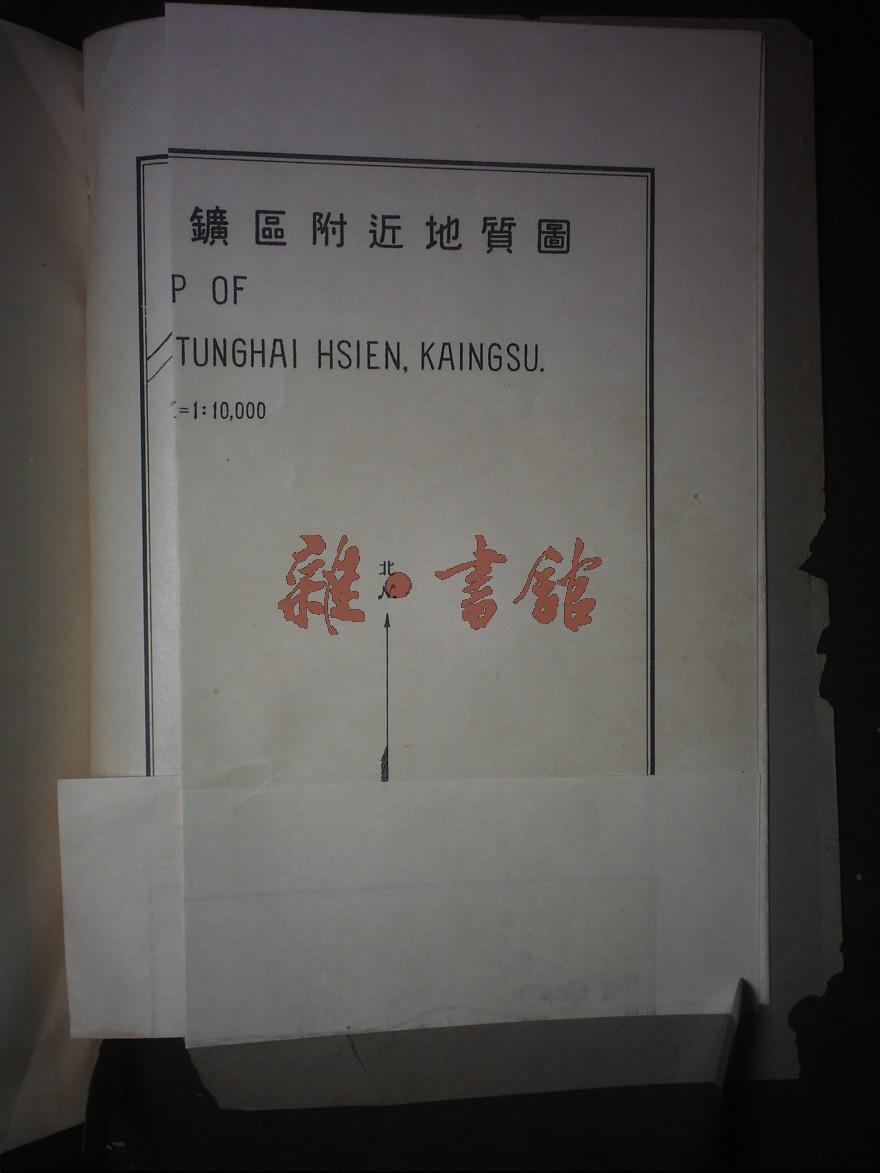 鑛區附近地質圖
P OF
TUNGHAI HSIEN, KAINGSU.
=1:10,000
北
N
雜·書館